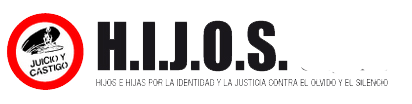 JUICIO Y
CASTIGO
H.I.J.O.S.
HIJOS E HIJAS POR LA IDENTIDAD Y LA JUSTICIA CONTRA EL OLVIDO Y EL SILENCIO